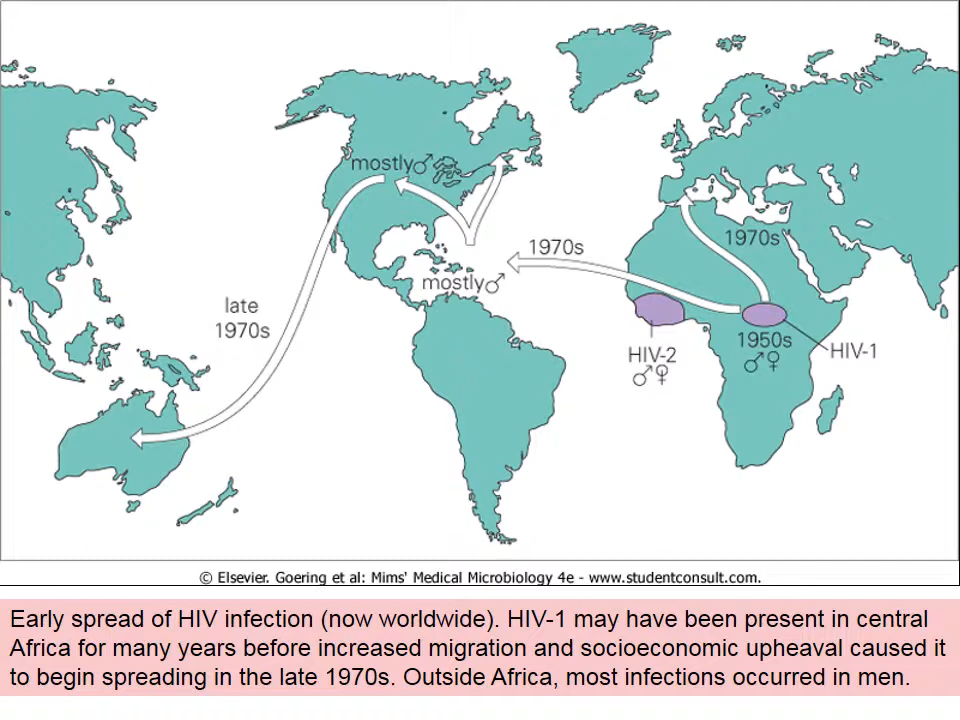 mostly♂
1970s
1970s
mostly♂
late
1970s
1950s
♂♀
HIV-1
HIV-2
♂♀
© Elsevier. Goering et al: Mims' Medical Microbiology 4e - www.studentconsult.com.
Early spread of HIV infection (now worldwide). HIV-1 may have been present in central
Africa for many years before increased migration and socioeconomic upheaval caused it
to begin spreading in the late 1970s. Outside Africa, most infections occurred in men.